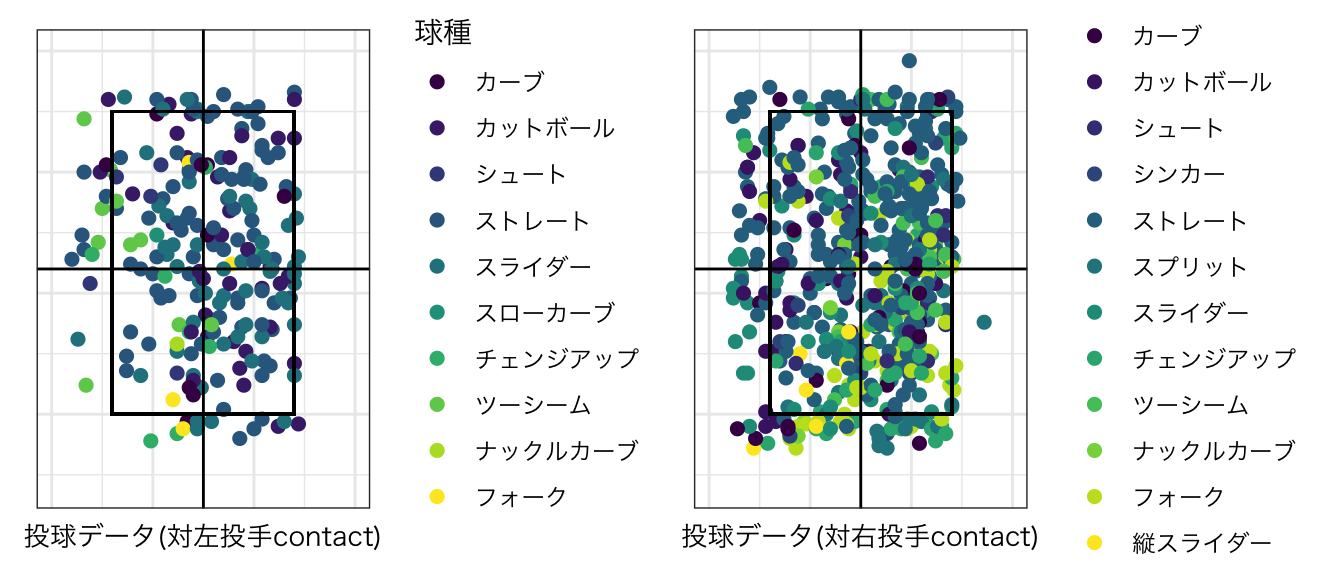 球種
カーブ
カットボール
シュート
ストレート
スライダー
スローカーブ
チェンジアップ
ツーシーム
ナックルカーブ
フォーク
投球データ(対左投手contact)
カーブ
カットボール
シュート
シンカー
ストレート
スプリット
スライダー
チェンジアップ
ツーシーム
ナックルカーブ
フォーク
縦スライダー
投球データ(対右投手contact)